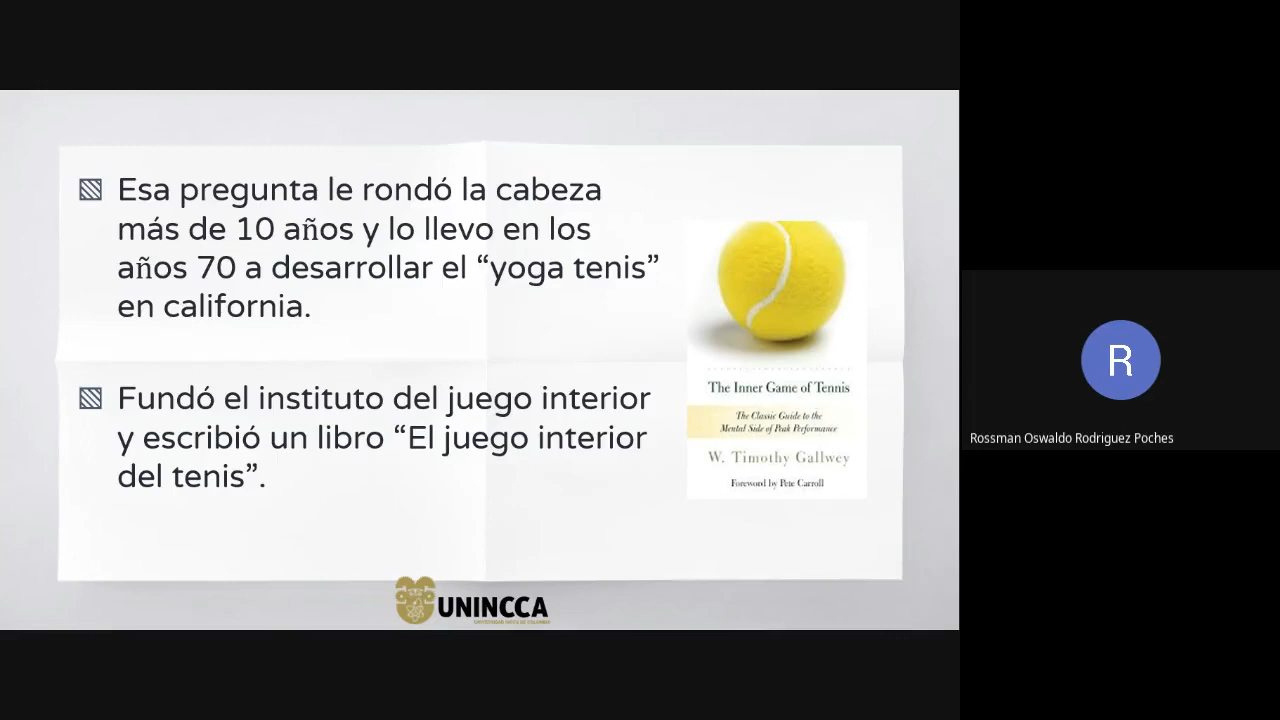 Esa pregunta le rondó la cabeza
más de 10 años y lo llevo en los
años 70 a desarrollar el “yoga tenis”
en california.
Fundó el instituto del juego interior
y escribió un libro “El juego interior
del tenis”.
The Inner Game of Tennis
The Classic Guide to the
Mental Side of Peak Performance
W. Timothy Gallwey
Foreword by Pete Carroll
UNINCCA
R
Rossman Oswaldo Rodriguez Poches